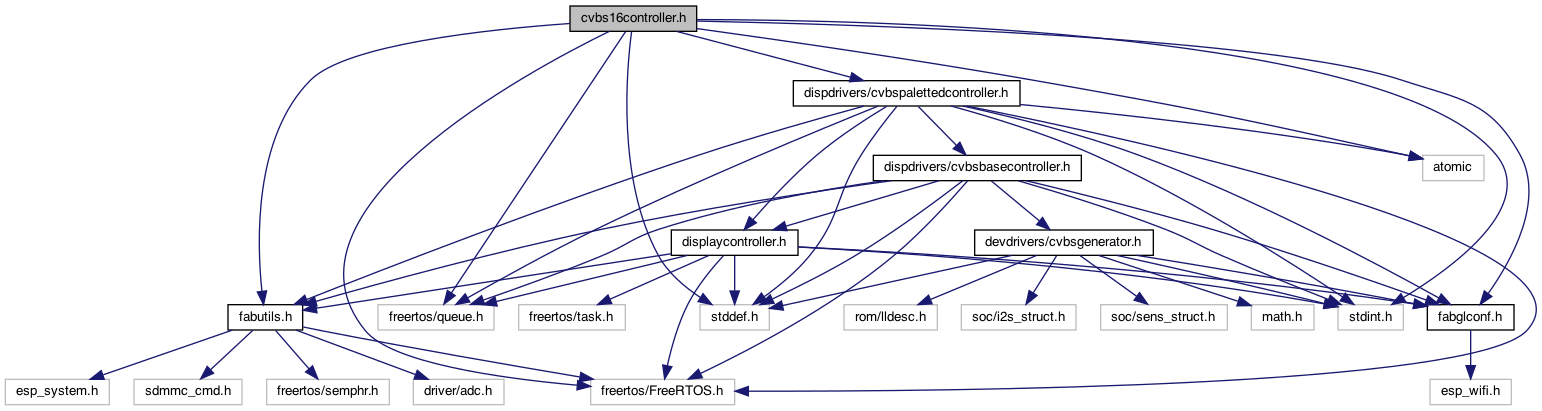 cvbs16controller.h
dispdrivers/cvbspalettedcontroller.h
dispdrivers/cvbsbasecontroller.h
atomic
displaycontroller.h
devdrivers/cvbsgenerator.h
fabutils.h
freertos/queue.h
freertos/task.h
stddef.h
rom/lldesc.h
soc/i2s_struct.h
soc/sens_struct.h
math.h
stdint.h
fabglconf.h
esp_system.h
sdmmc_cmd.h
freertos/semphr.h
driver/adc.h
freertos/FreeRTOS.h
esp_wifi.h